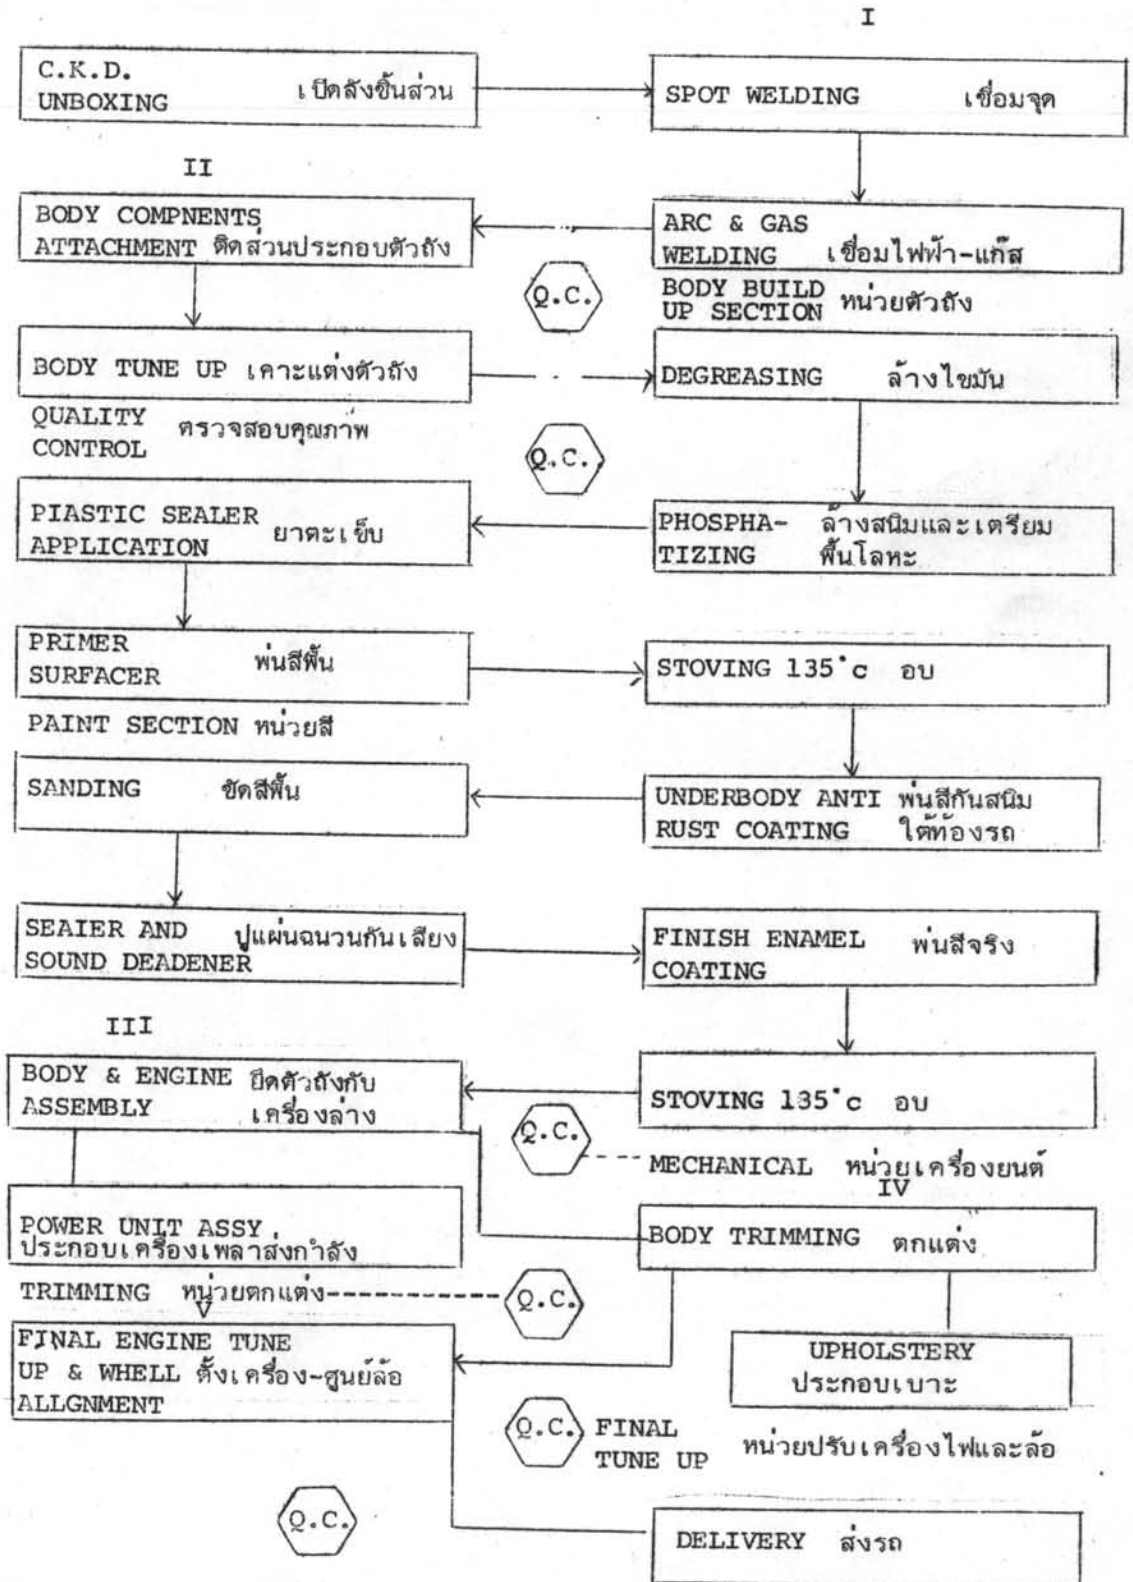 I
C.K.D.
UNBOXING เปิดลังชิ้นส่วน
SPOT WELDING เชื่อมจุด
II
BODY COMPNENTS
ATTACHMENT ติดส่วนประกอบตัวถัง
ARC & GAS
WELDING เชื่อมไฟฟ้า-แก๊ส
Q.C.
BODY BUILD
UP SECTION หน่วยตัวถัง
BODY TUNE UP เคาะแต่งตัวถัง
DEGREASING ล้างไขมัน
QUALITY
CONTROL ตรวจสอบคุณภาพ
Q.C.
PIASTIC SEALER
APPLICATION ยาตะเข็บ
PHOSPHA- ล้างสนิมและเตรียม
TIZING พื้นโลหะ
PRIMER
SURFACER พ่นสีพื้น
STOVING 135°c อบ
PAINT SECTION หน่วยสี
SANDING ขัดสีพื้น
UNDERBODY ANTI พ่นสีกันสนิม
RUST COATING ใต้ท้องรถ
SEAIER AND ปูแผ่นฉนวนกันเสียง
SOUND DEADENER
FINISH ENAMEL พ่นสีจริง
COATING
III
BODY & ENGINE ยึดตัวถังกับ
ASSEMBLY เครื่องล่าง
STOVING 135°c อบ
Q.C.
MECHANICAL หน่วยเครื่องยนต์
IV
POWER UNIT ASSY
ประกอบเครื่องเพลาส่งกำลัง
BODY TRIMMING ตกแต่ง
TRIMMING หน่วยตกแต่ง
Q.C.
V
FINAL ENGINE TUNE
UP & WHELL ตั้งเครื่อง-ศูนย์ล้อ
ALLGNMENT
UPHOLSTERY
ประกอบเบาะ
Q.C. FINAL
TUNE UP หน่วยปรับเครื่องไฟและล้อ
Q.C.
DELIVERY ส่งรถ